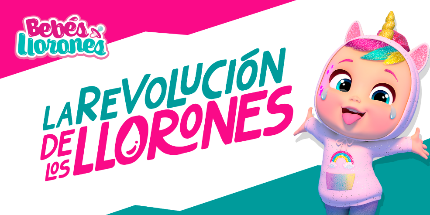 Bebés
llorones
LA REVOLUCIÓN
DE LLORONES
LOS